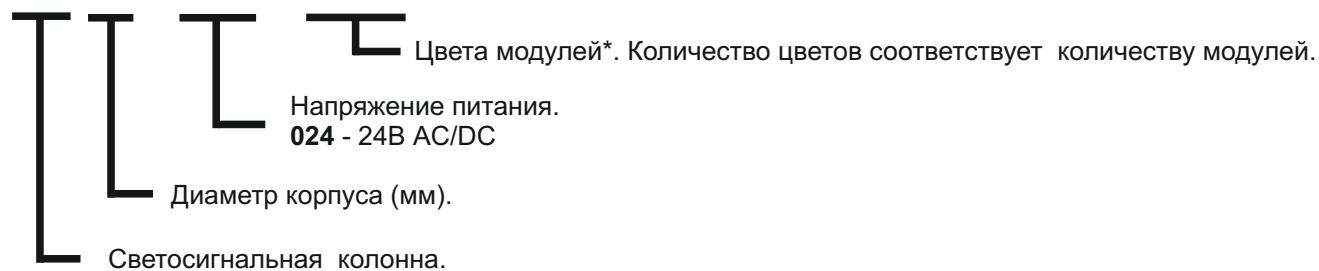 Цвета модулей*. Количество цветов соответствует количеству модулей.
Напряжение питания.
024 - 24В AC/DC
Диаметр корпуса (мм).
Светосигнальная колонна.